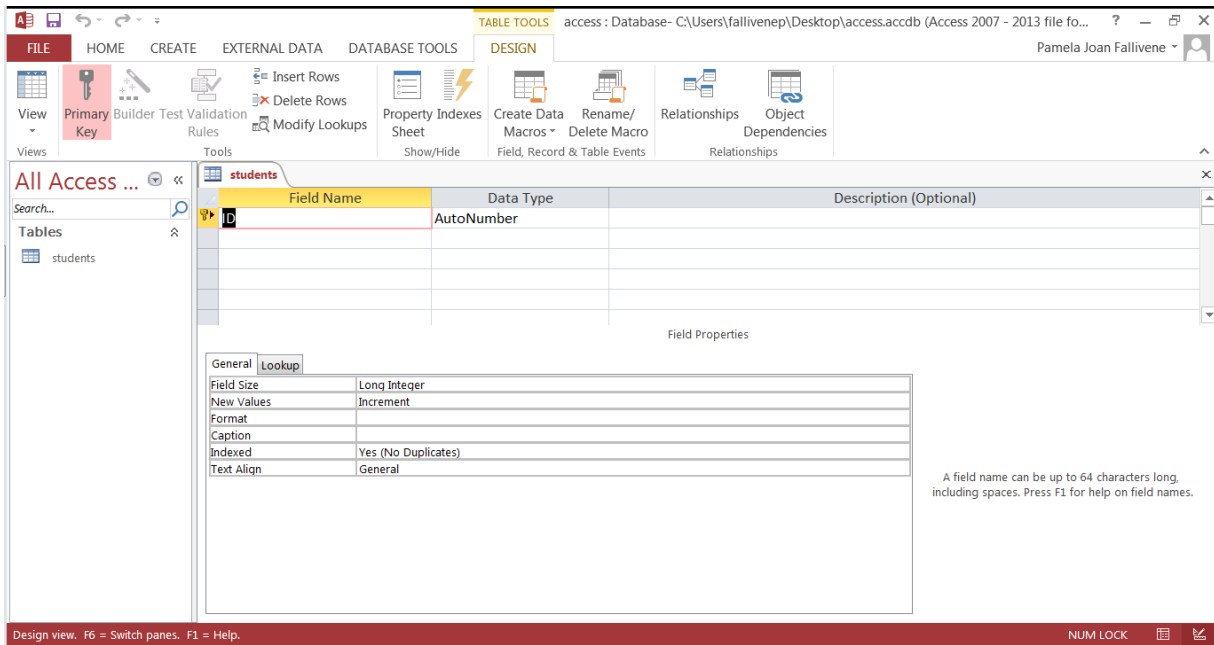 TABLE TOOLS access : Database- C:\Users\fallivenep\Desktop\access.accdb (Access 2007 - 2013 file fo... ?
FILE HOME CREATE EXTERNAL DATA DATABASE TOOLS DESIGN Pamela Joan Fallivene
View
Primary Key
Builder
Test Validation Rules
Insert Rows
Delete Rows
Modify Lookups
Property Sheet
Indexes
Create Data Macros
Rename/ Delete Macro
Relationships
Object Dependencies
Views Tools Show/Hide Field, Record & Table Events Relationships
All Access ... «
Search...
Tables
students
students
Field Name Data Type Description (Optional)
ID AutoNumber
Field Properties
General Lookup
Field Size Long Integer
New Values Increment
Format
Caption
Indexed Yes (No Duplicates)
Text Align General
A field name can be up to 64 characters long,
including spaces. Press F1 for help on field names.
Design view. F6 = Switch panes. F1 = Help. NUM LOCK